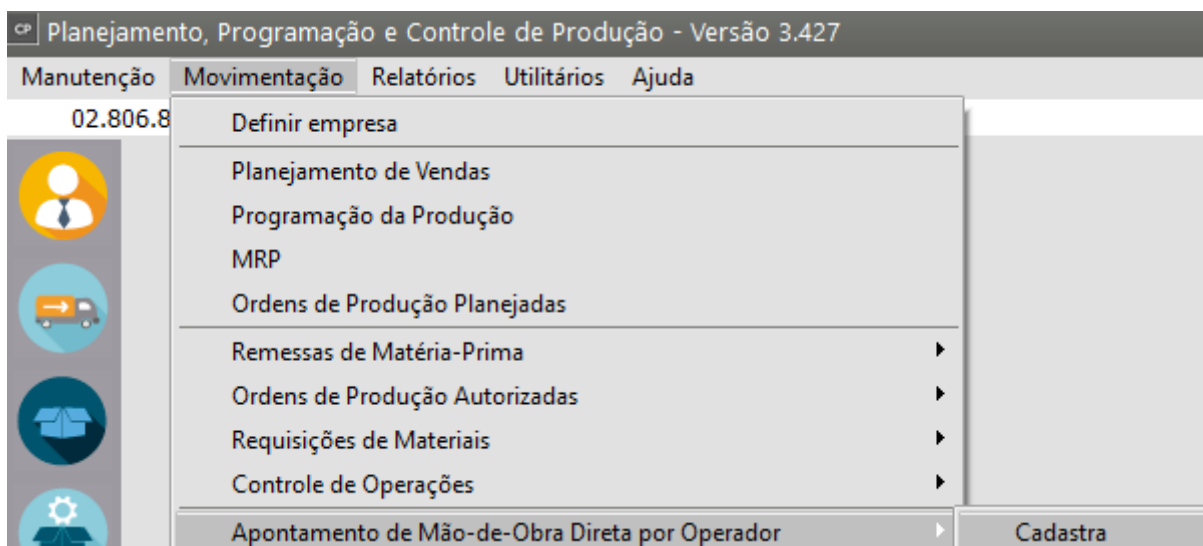 CP Planejamento, Programação e Controle de Produção - Versão 3.427
Manutenção Movimentação Relatórios Utilitários Ajuda
02.806.8
Definir empresa
Planejamento de Vendas
Programação da Produção
MRP
Ordens de Produção Planejadas
Remessas de Matéria-Prima
Ordens de Produção Autorizadas
Requisições de Materiais
Controle de Operações
Apontamento de Mão-de-Obra Direta por Operador Cadastra